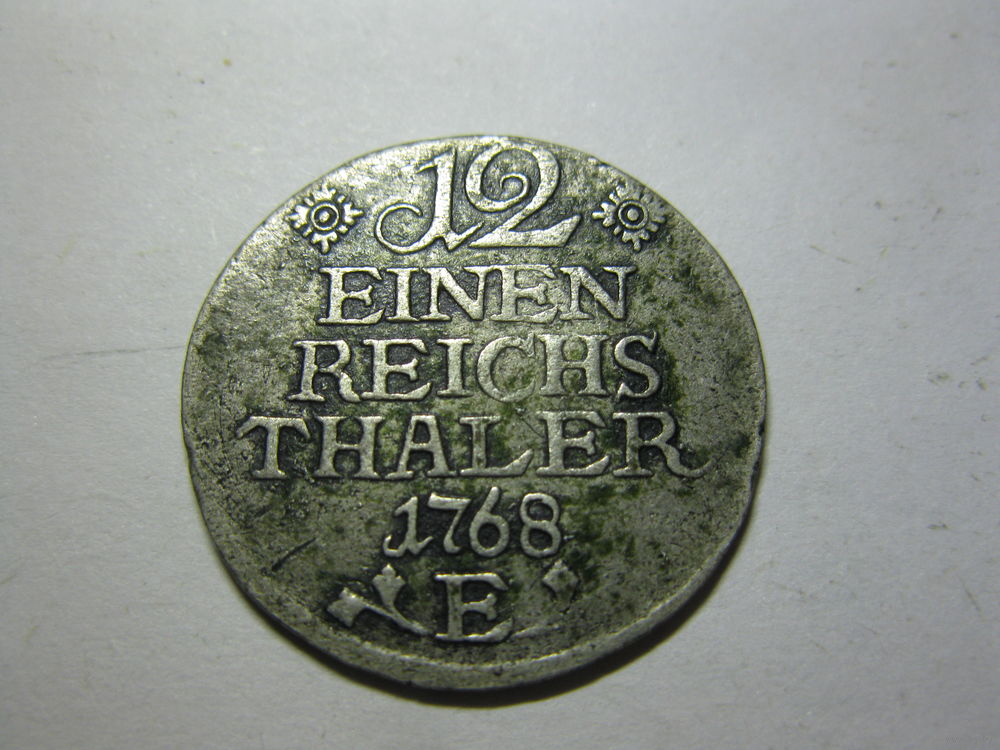 12
EINEN
REICHS
THALER
1768
E